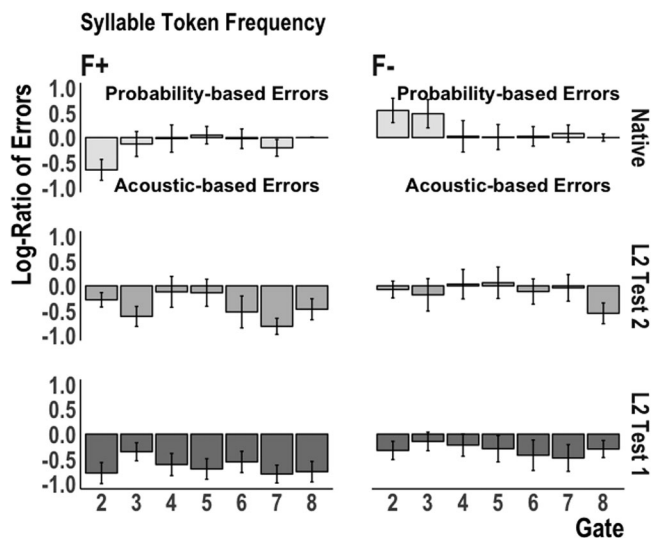 Syllable Token Frequency
F+
F-
Log-Ratio of Errors
1.0
0.5
0.0
-0.5
-1.0
Probability-based Errors
Acoustic-based Errors
Probability-based Errors
Acoustic-based Errors
Native
1.0
0.5
0.0
-0.5
-1.0
L2 Test 2
1.0
0.5
0.0
-0.5
-1.0
L2 Test 1
2 3 4 5 6 7 8
2 3 4 5 6 7 8
Gate